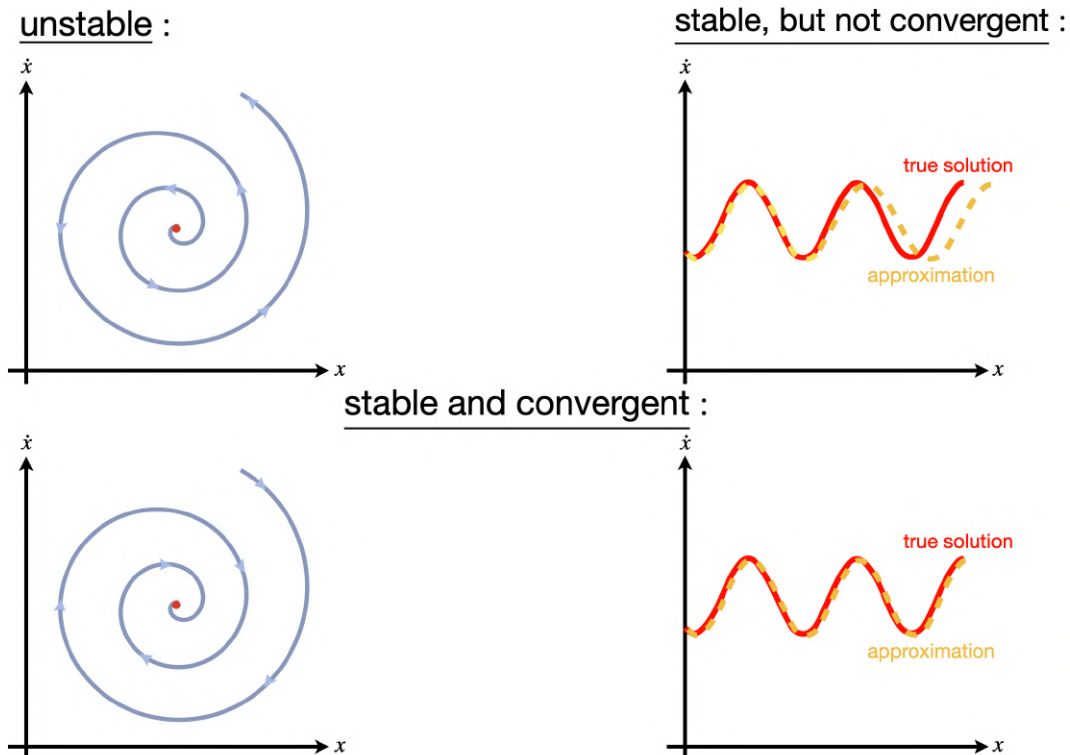 unstable :
stable, but not convergent :
ẋ
ẋ
true solution
approximation
x
x
stable and convergent :
ẋ
ẋ
true solution
approximation
x
x